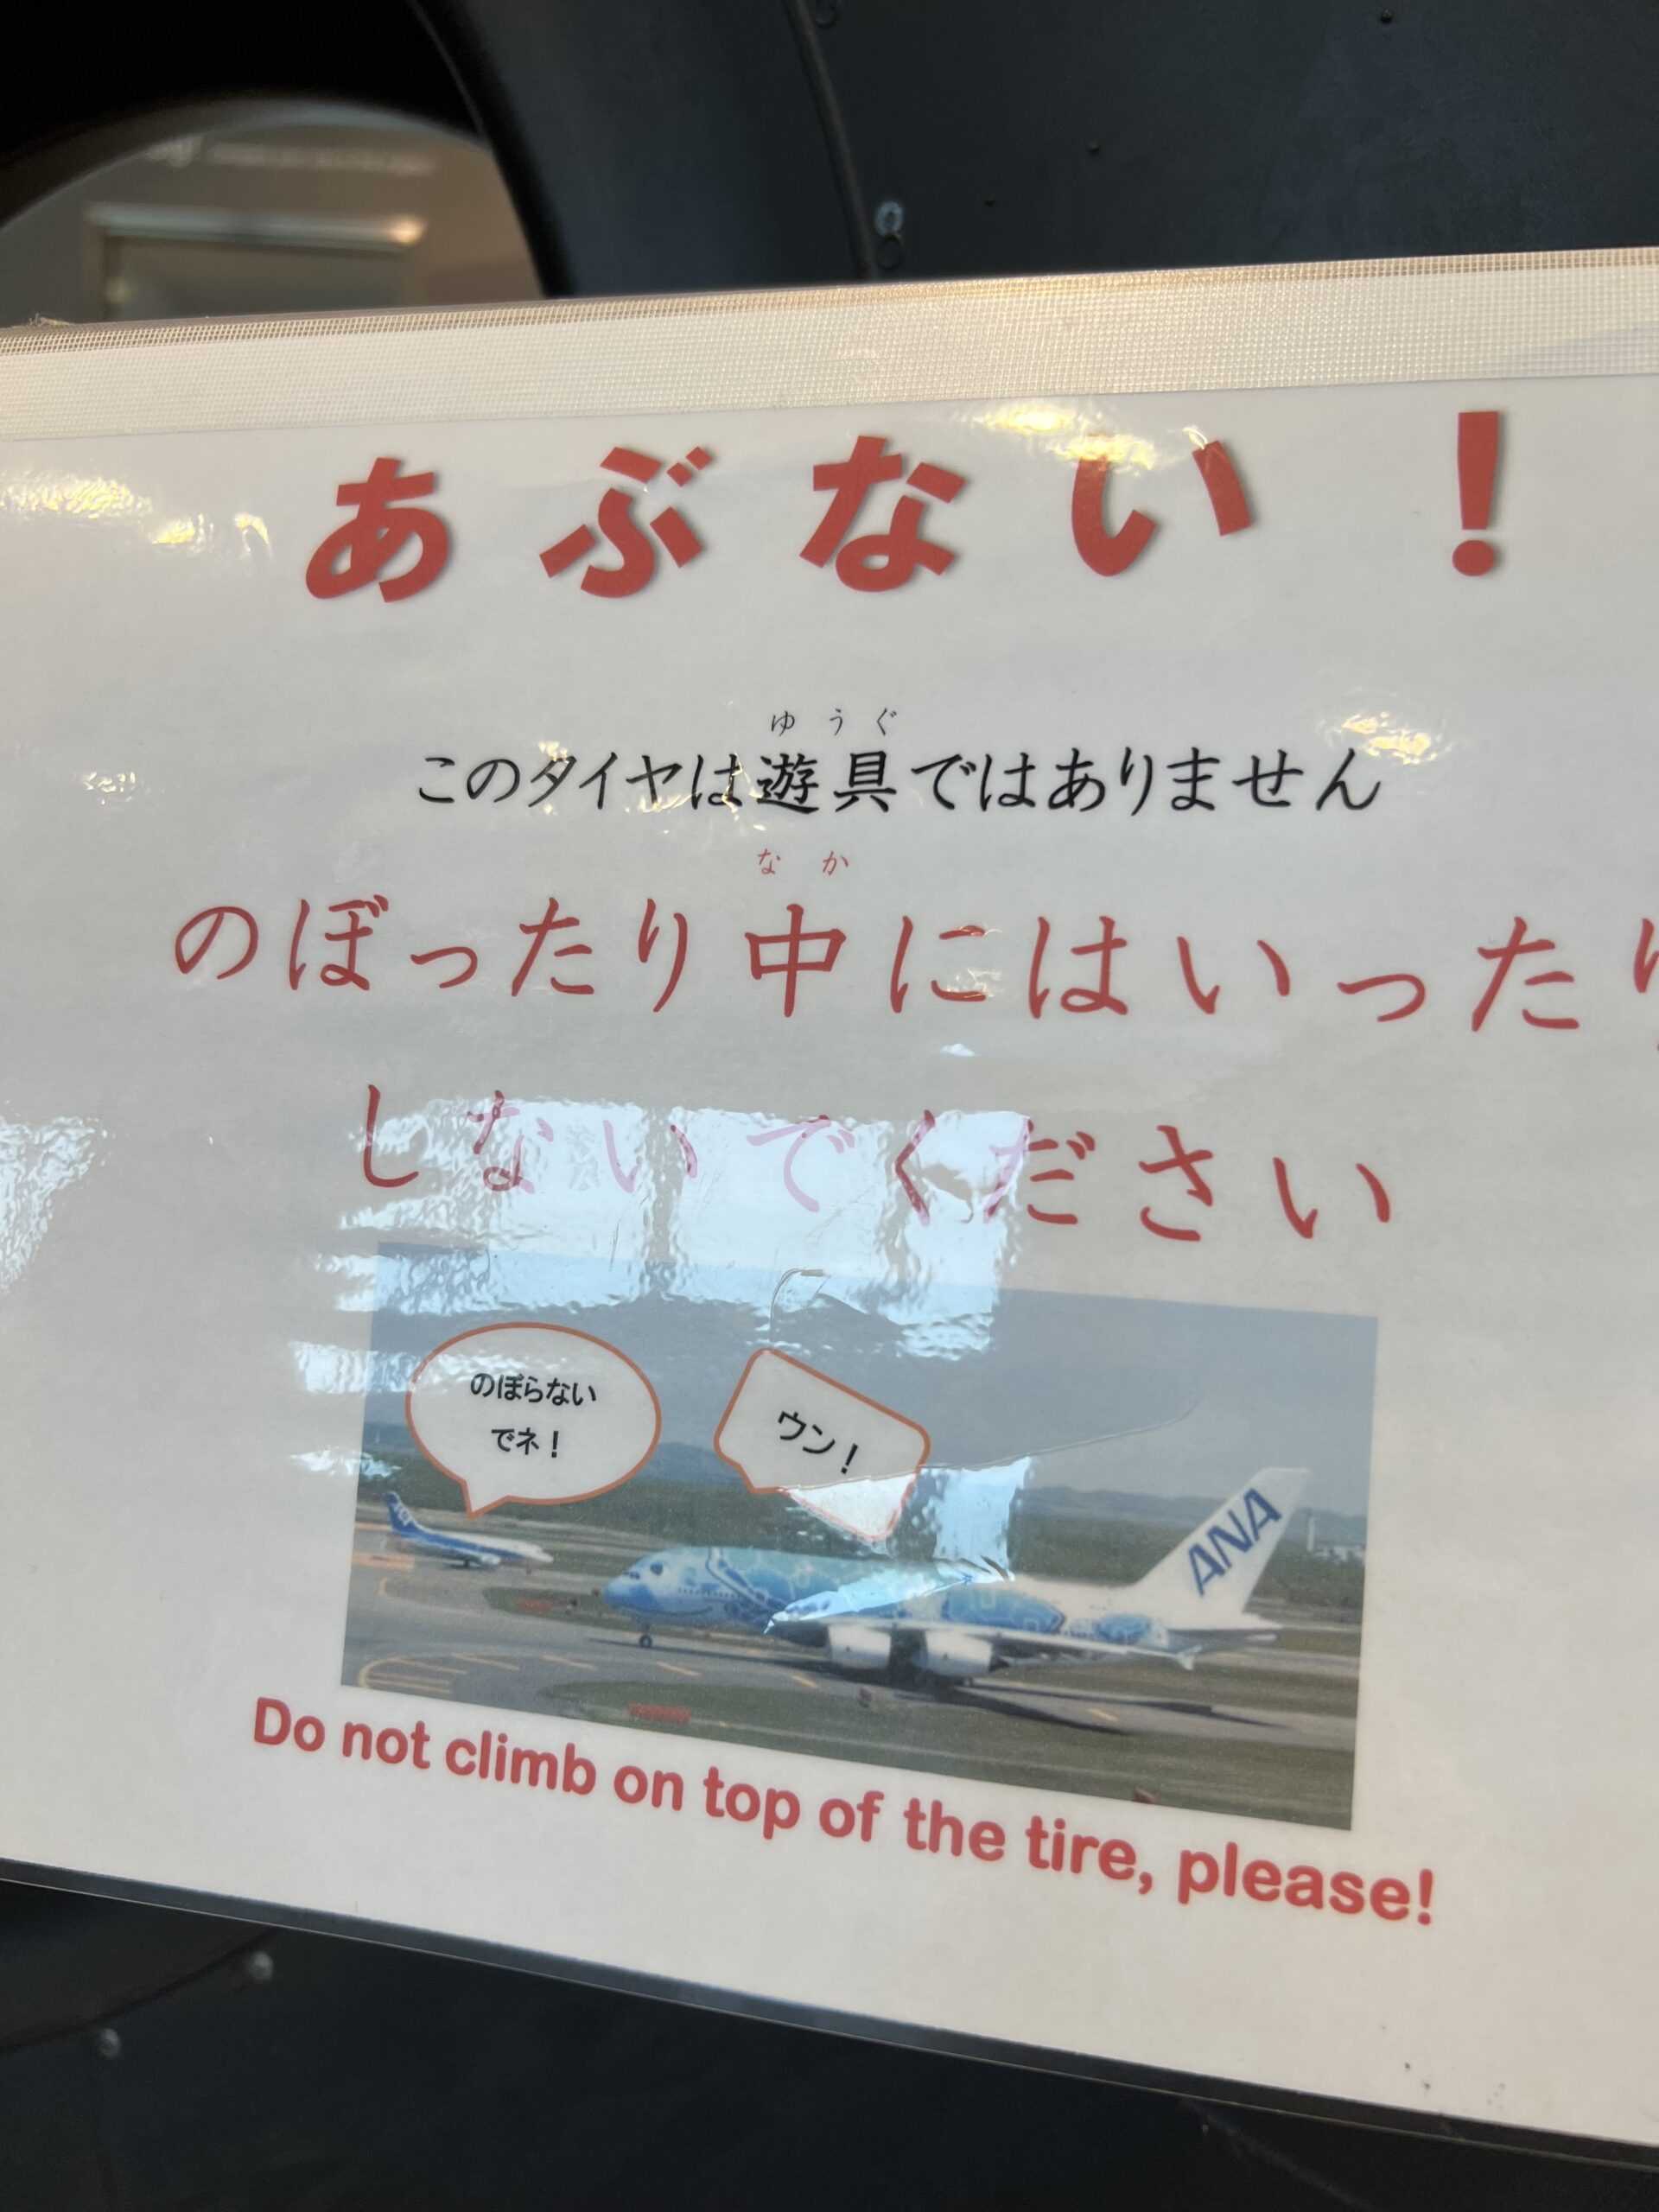 あぶない！
ゆうぐ
このタイヤは遊具ではありません
なか
のぼったり中にはいったり
しないでください
のぼらない
でネ！
ウン！
ANA
Do not climb on top of the tire, please!